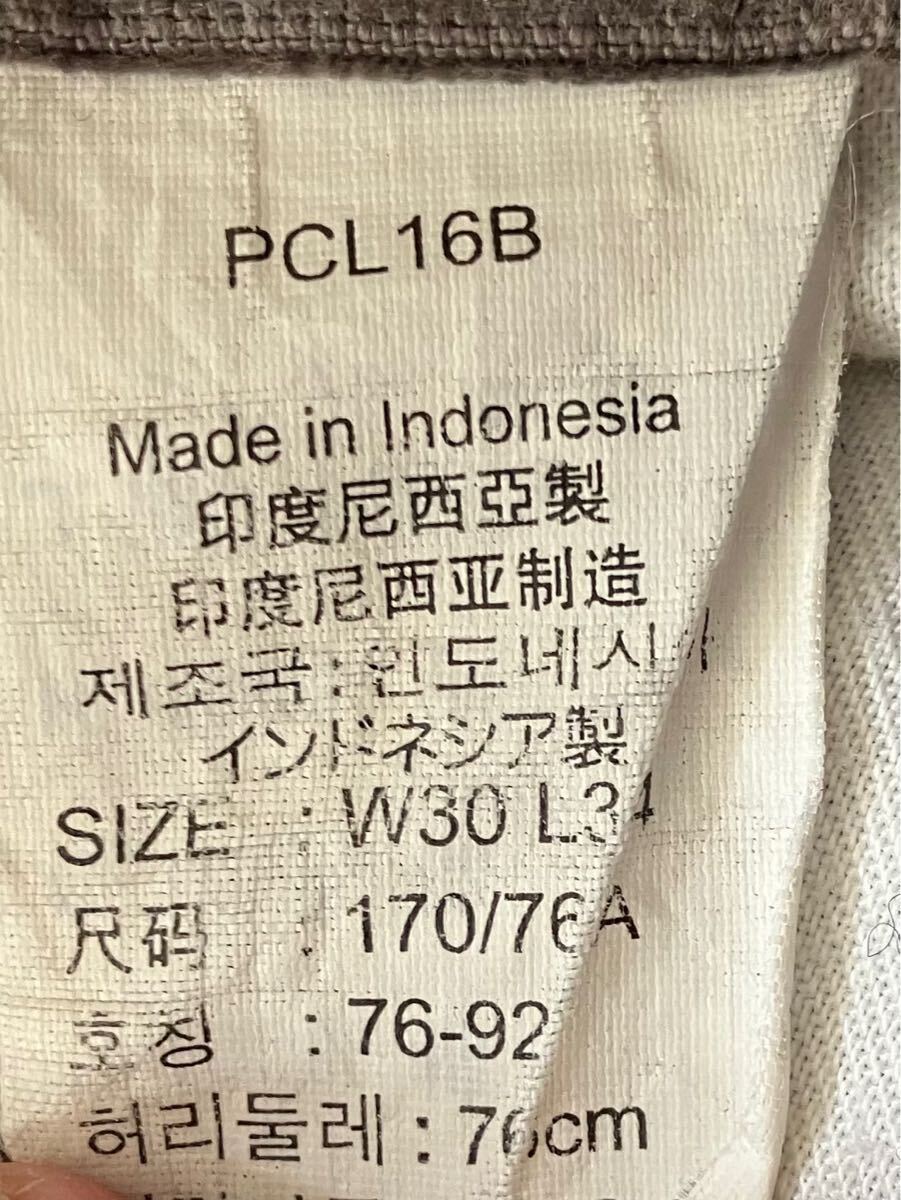 PCL16B
Made in Indonesia
印度尼西亞製
印度尼西亚制造
제조국 : 인도네시아
インドネシア製
SIZE : W30 L34
尺码 : 170/76A
호칭 : 76-92
허리둘레 : 76cm